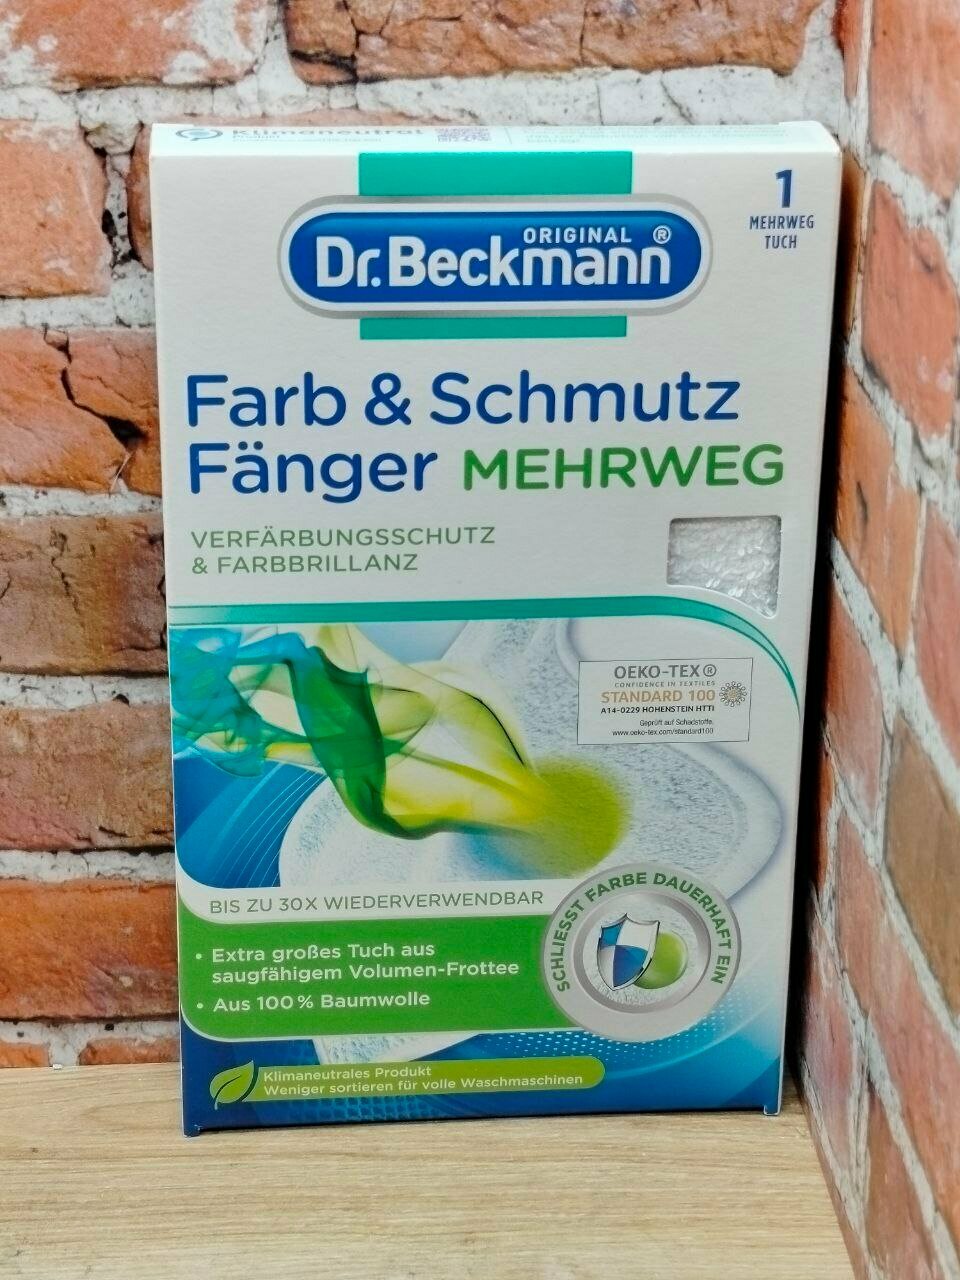 Klimaneutral
Produkt
1
MEHRWEG
TUCH
ORIGINAL
Dr.Beckmann®
Farb & Schmutz
Fänger MEHRWEG
VERFÄRBUNGSSCHUTZ
& FARBBRILLANZ
OEKO-TEX®
CONFIDENCE IN TEXTILES
STANDARD 100
A14-0229 HOHENSTEIN HTTI
Geprüft auf Schadstoffe.
www.oeko-tex.com/standard100
BIS ZU 30X WIEDERVERWENDBAR
SCHLIESST FARBE DAUERHAFT EIN
• Extra großes Tuch aus
saugfähigem Volumen-Frottee
• Aus 100 % Baumwolle
Klimaneutrales Produkt
Weniger sortieren für volle Waschmaschinen